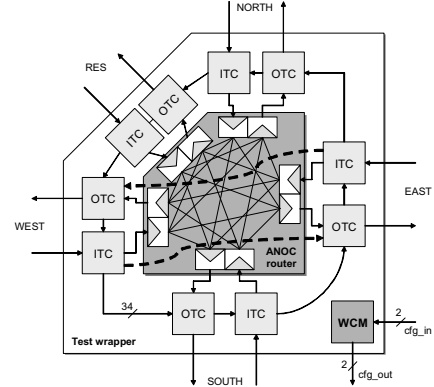 NORTH
RES
ITC
OTC
OTC
ITC
ITC
OTC
EAST
OTC
WEST
ITC
ANOC
router
34
OTC
ITC
WCM
2
cfg_in
Test wrapper
2
cfg_out
SOUTH